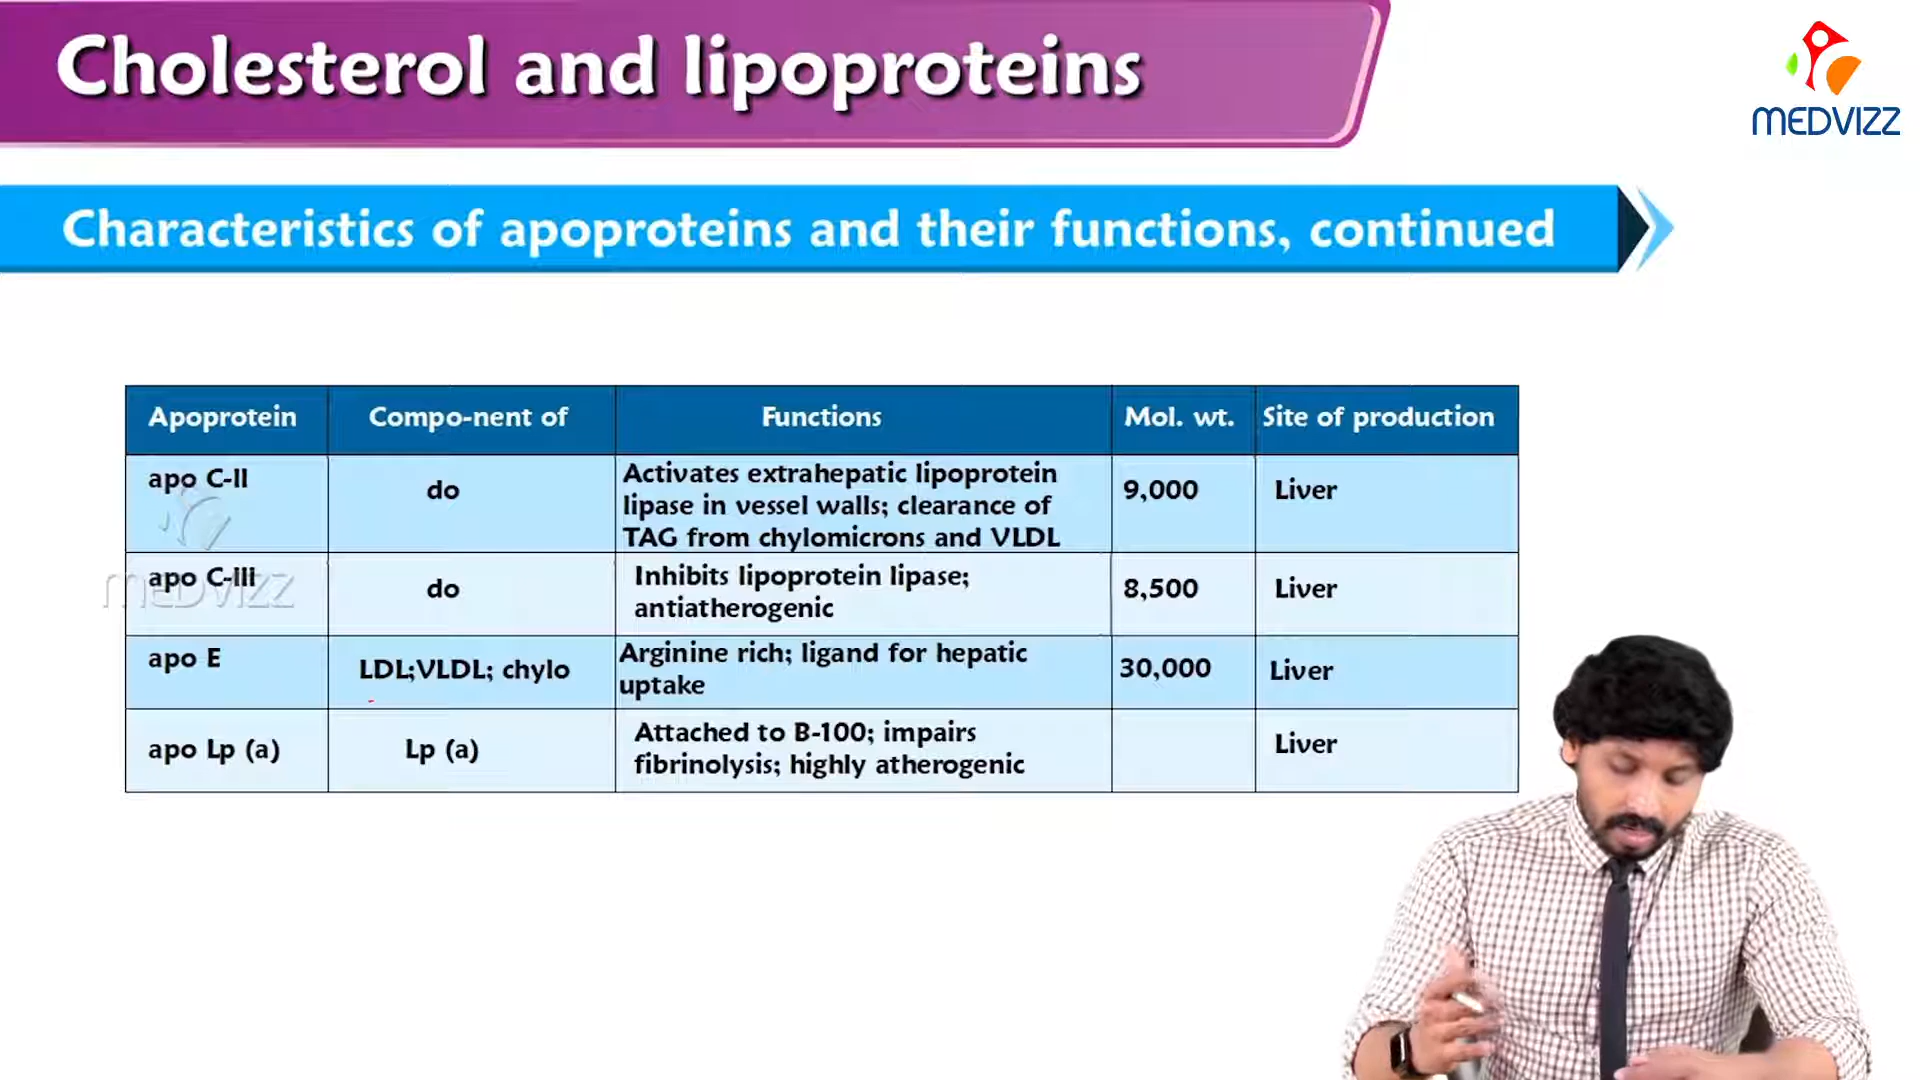 Cholesterol and lipoproteins
MEDVIZZ
Characteristics of apoproteins and their functions, continued
Apoprotein Compo-nent of Functions Mol. wt. Site of production
apo C-II do Activates extrahepatic lipoprotein
lipase in vessel walls; clearance of
TAG from chylomicrons and VLDL 9,000 Liver
apo C-III do Inhibits lipoprotein lipase;
antiatherogenic 8,500 Liver
MEDVIZZ
apo E LDL;VLDL; chylo Arginine rich; ligand for hepatic
uptake 30,000 Liver
apo Lp (a) Lp (a) Attached to B-100; impairs
fibrinolysis; highly atherogenic Liver